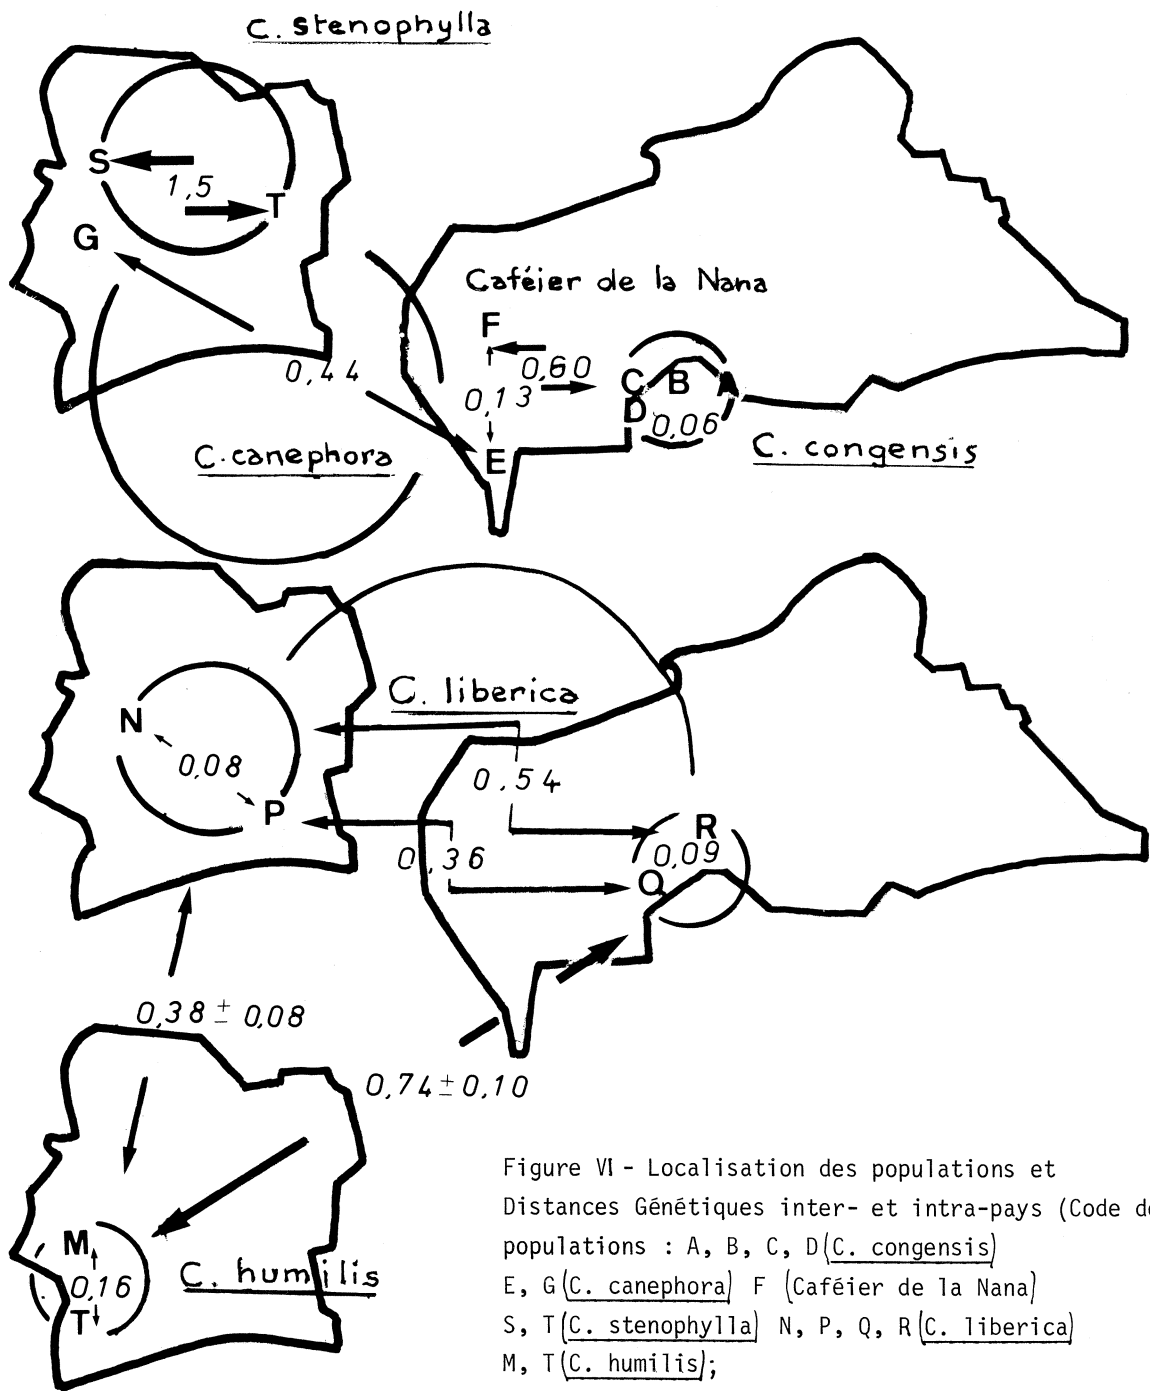 C. stenophylla
S
1,5
T
G
Caféier de la Nana
F
0,60
0,44
0,13
C B A
D
0,06
C. canephora
E
C. congensis
C. liberica
N
0,08
0,54
P
R
0,36
0,09
Q
0,38 ± 0,08
0,74 ± 0,10
M
0,16
C. humilis
T
Figure VI - Localisation des populations et
Distances Génétiques inter- et intra-pays (Code de
populations : A, B, C, D (C. congensis)
E, G (C. canephora) F (Caféier de la Nana)
S, T (C. stenophylla) N, P, Q, R (C. liberica)
M, T (C. humilis);